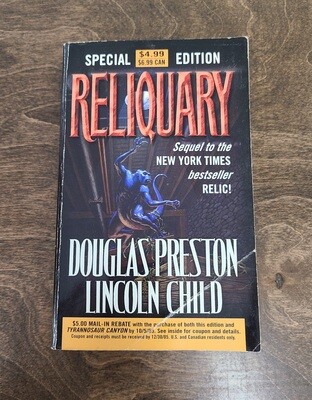 SPECIAL $4.99 EDITION
$6.99 CAN
RELIQUARY
Sequel to the
NEW YORK TIMES
bestseller
RELIC!
DOUGLAS PRESTON
LINCOLN CHILD
$5.00 MAIL-IN REBATE with the purchase of both this edition and
TYRANNOSAUR CANYON by 10/5/05. See inside for coupon and details.
Coupon and receipts must be received by 12/30/05. U.S. and Canadian residents only.